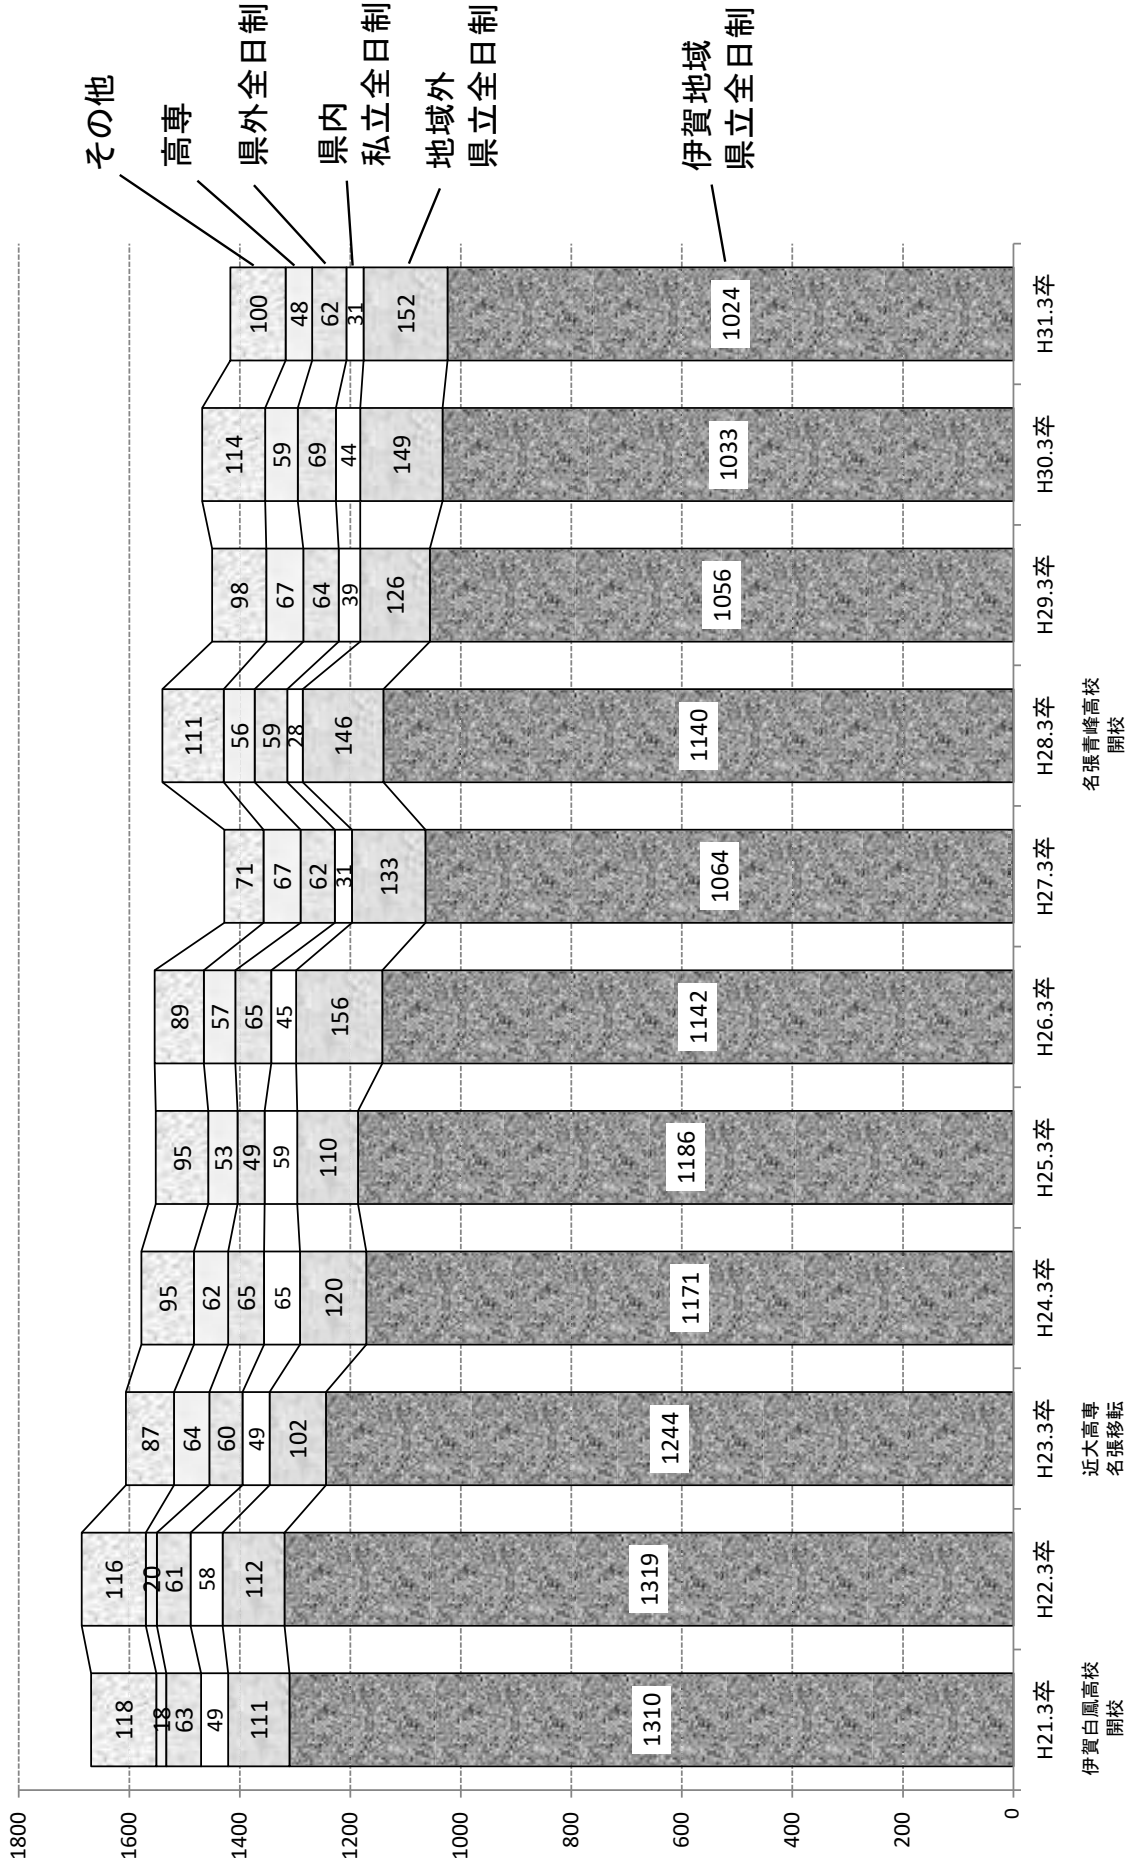 その他
高専
県外全日制
県内
私立全日制
地域外
県立全日制
伊賀地域
県立全日制
1800
1600
1400
1200
1000
800
600
400
200
0
118
18
63
49
111
1310
116
20
61
58
112
1319
87
64
60
49
102
1244
95
62
65
65
120
1171
95
53
49
59
110
1186
89
57
65
45
156
1142
71
67
62
31
133
1064
111
56
59
28
146
1140
98
67
64
39
126
1056
114
59
69
44
149
1033
100
48
62
31
152
1024
H21.3卒
H22.3卒
H23.3卒
H24.3卒
H25.3卒
H26.3卒
H27.3卒
H28.3卒
H29.3卒
H30.3卒
H31.3卒
伊賀白鳳高校
開校
近大高専
名張移転
名張青峰高校
開校